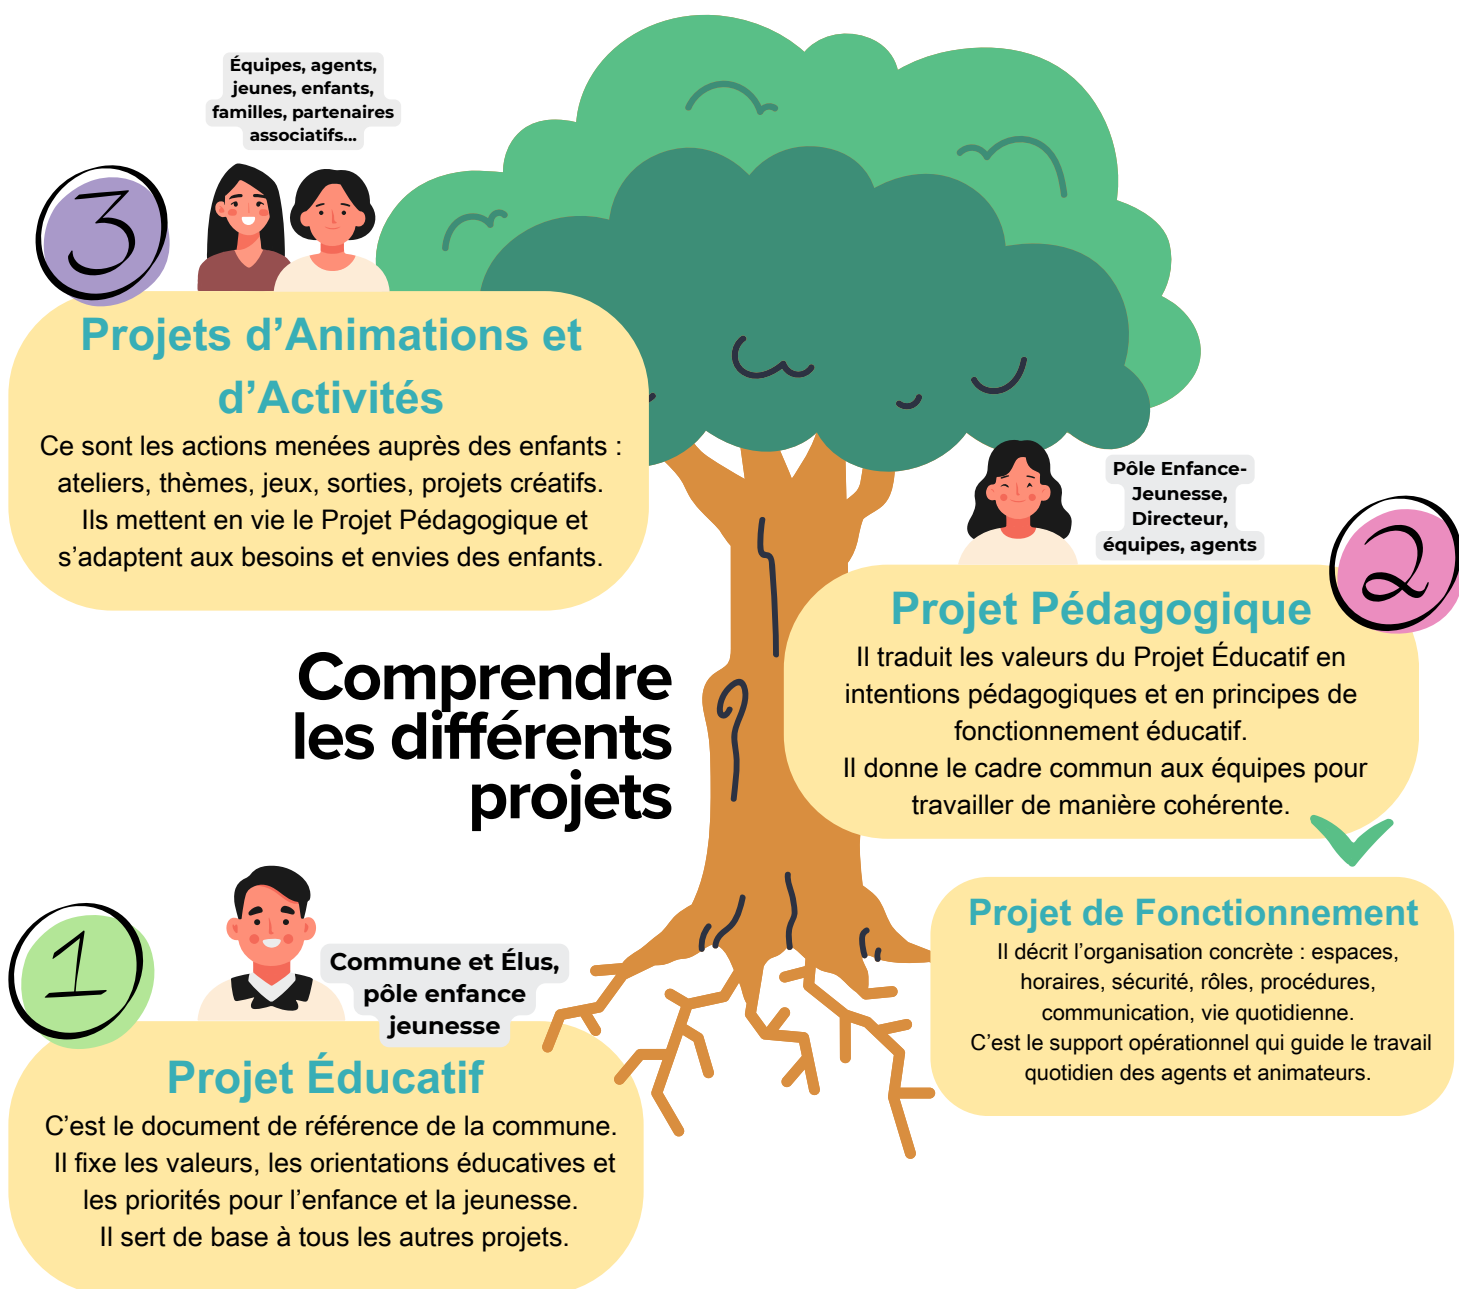 Équipes, agents,
jeunes, enfants,
familles, partenaires
associatifs...
3
Projets d’Animations et
d’Activités
Ce sont les actions menées auprès des enfants :
ateliers, thèmes, jeux, sorties, projets créatifs.
Ils mettent en vie le Projet Pédagogique et
s’adaptent aux besoins et envies des enfants.
Pôle Enfance-
Jeunesse,
Directeur,
équipes, agents
2
Projet Pédagogique
Il traduit les valeurs du Projet Éducatif en
intentions pédagogiques et en principes de
fonctionnement éducatif.
Il donne le cadre commun aux équipes pour
travailler de manière cohérente.
Comprendre
les différents
projets
Projet de Fonctionnement
Il décrit l’organisation concrète : espaces,
horaires, sécurité, rôles, procédures,
communication, vie quotidienne.
C’est le support opérationnel qui guide le travail
quotidien des agents et animateurs.
1
Commune et Élus,
pôle enfance
jeunesse
Projet Éducatif
C’est le document de référence de la commune.
Il fixe les valeurs, les orientations éducatives et
les priorités pour l’enfance et la jeunesse.
Il sert de base à tous les autres projets.